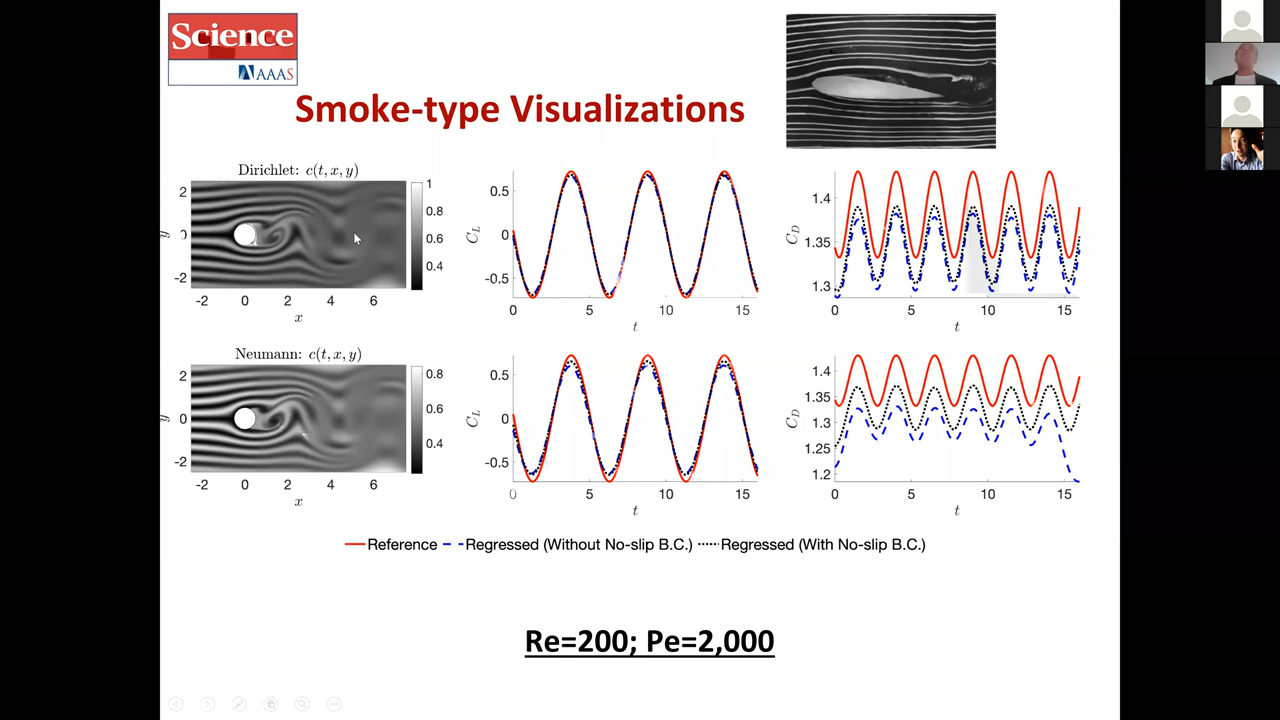 Science
AAAS
Smoke-type Visualizations
Dirichlet: c(t, x, y)
2
0
-2
y
-2 0 2 4 6
x
1
0.8
0.6
0.4
0.5
0
-0.5
C_L
0 5 10 15
t
1.4
1.35
1.3
C_D
0 5 10 15
t
Neumann: c(t, x, y)
2
0
-2
y
-2 0 2 4 6
x
0.8
0.6
0.4
0.5
0
-0.5
C_L
0 5 10 15
t
1.4
1.35
1.3
1.25
1.2
C_D
0 5 10 15
t
Reference Regressed (Without No-slip B.C.) Regressed (With No-slip B.C.)
Re=200; Pe=2,000